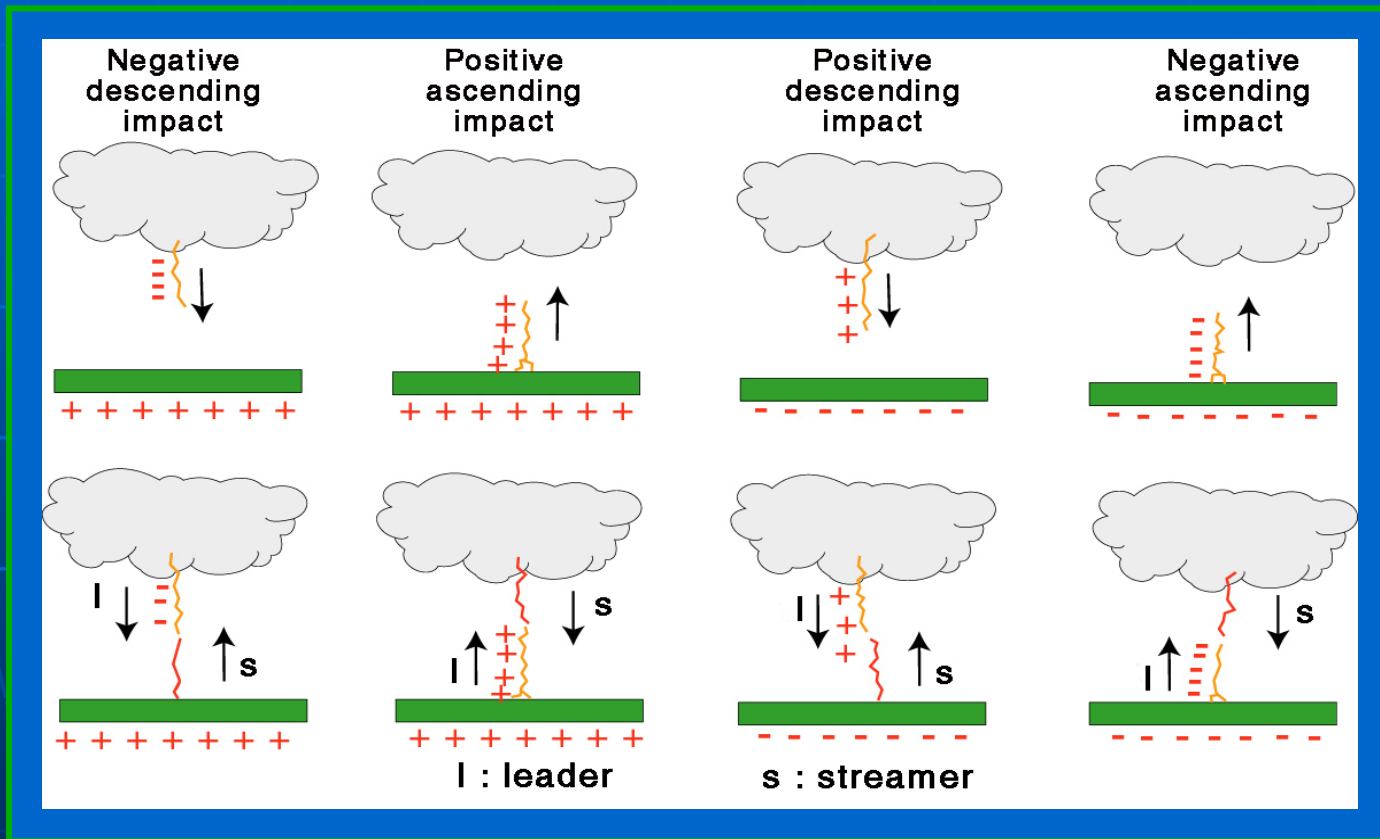 Negative
descending
impact
Positive
ascending
impact
Positive
descending
impact
Negative
ascending
impact
- - - -
+ + + +
+ + +
- - - - -
+ + + + + + +
+ + + + + + +
- - - - - - -
- - - - - - -
l
- - -
s
l
+ + + +
s
l
+ + +
s
l
- - - - -
s
+ + + + + + +
+ + + + + + +
- - - - - - -
- - - - - - -
l : leader
s : streamer